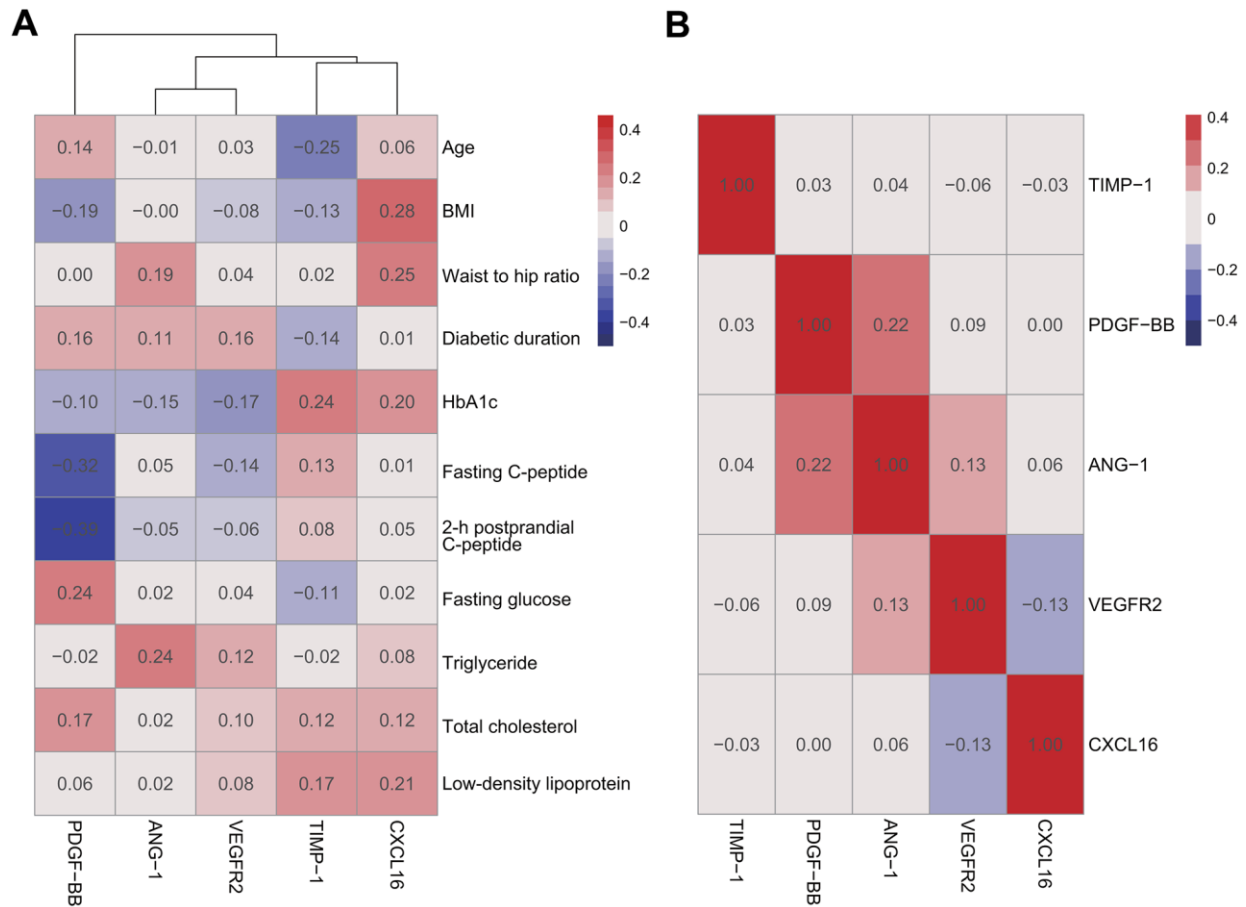 A
0.14 −0.01 0.03 −0.25 0.06 Age
−0.19 −0.00 −0.08 −0.13 0.28 BMI
0.00 0.19 0.04 0.02 0.25 Waist to hip ratio
0.16 0.11 0.16 −0.14 0.01 Diabetic duration
−0.10 −0.15 −0.17 0.24 0.20 HbA1c
−0.32 0.05 −0.14 0.13 0.01 Fasting C-peptide
−0.39 −0.05 −0.06 0.08 0.05 2-h postprandial
C-peptide
0.24 0.02 0.04 −0.11 0.02 Fasting glucose
−0.02 0.24 0.12 −0.02 0.08 Triglyceride
0.17 0.02 0.10 0.12 0.12 Total cholesterol
0.06 0.02 0.08 0.17 0.21 Low-density lipoprotein
PDGF−BB ANG−1 VEGFR2 TIMP−1 CXCL16
0.4
0.2
0
−0.2
−0.4
B
1.00 0.03 0.04 −0.06 −0.03 TIMP−1
0.03 1.00 0.22 0.09 0.00 PDGF−BB
0.04 0.22 1.00 0.13 0.06 ANG−1
−0.06 0.09 0.13 1.00 −0.13 VEGFR2
−0.03 0.00 0.06 −0.13 1.00 CXCL16
TIMP−1 PDGF−BB ANG−1 VEGFR2 CXCL16
0.4
0.2
0
−0.2
−0.4